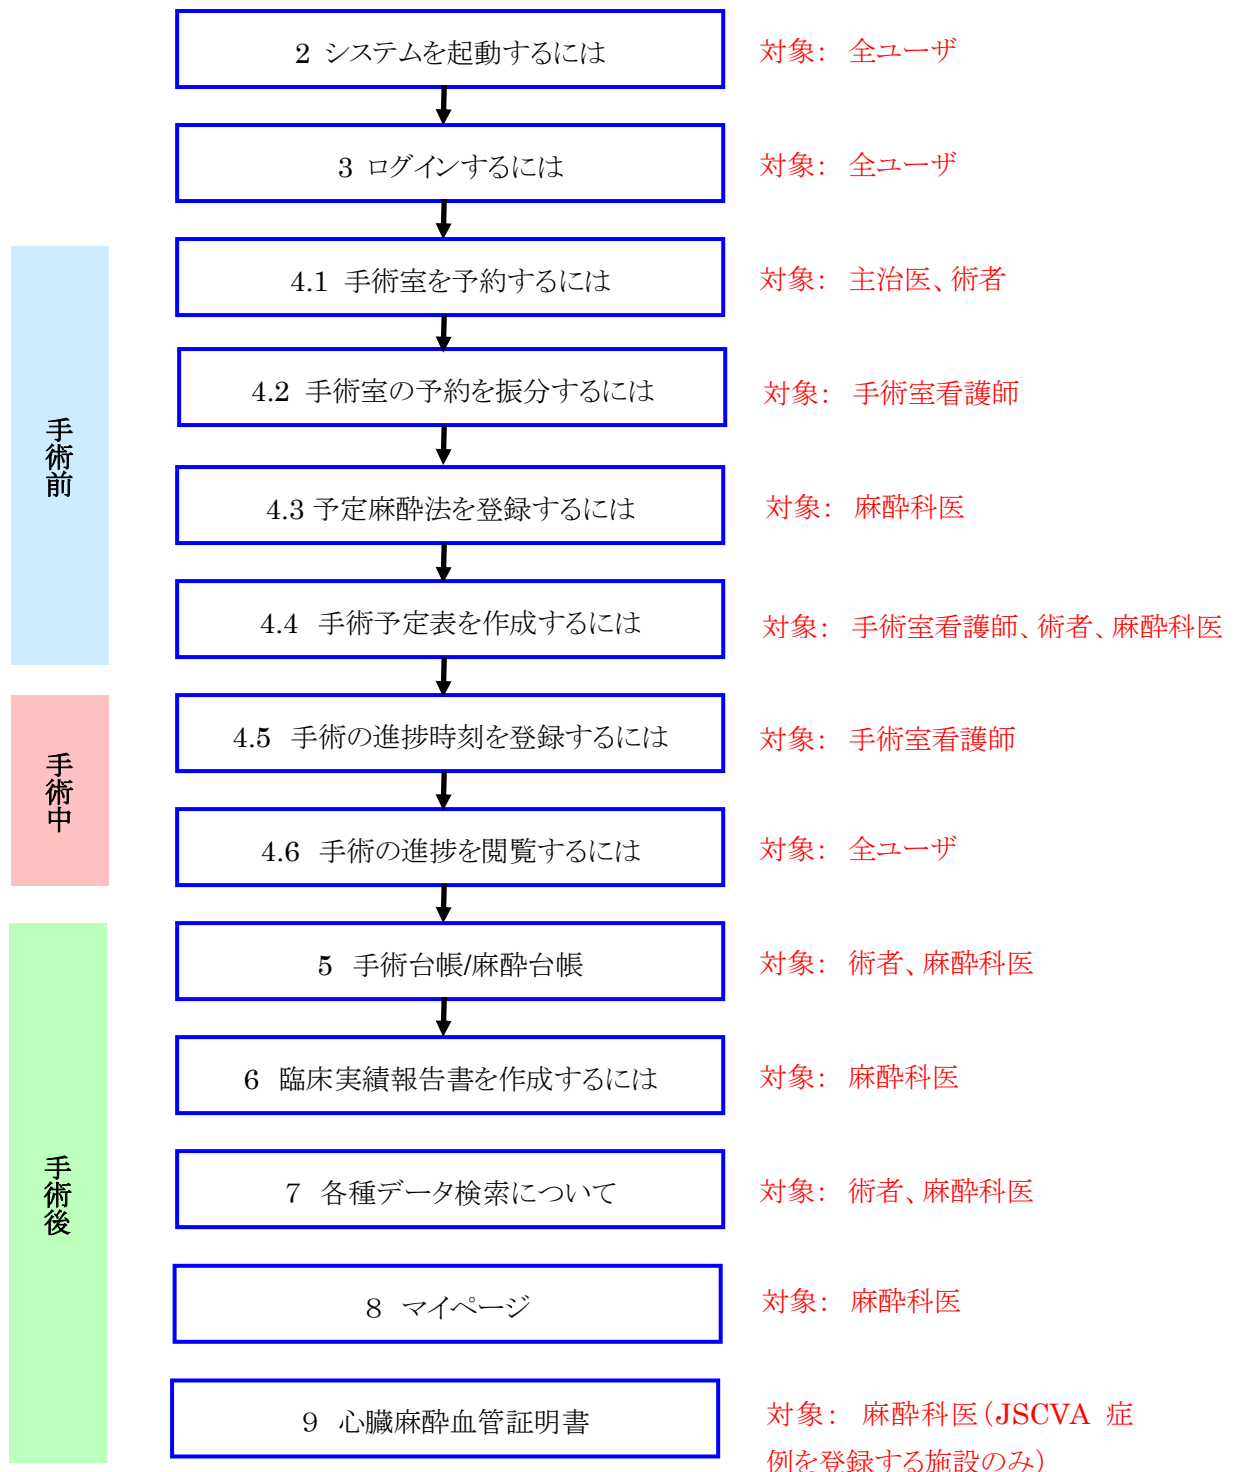 2 システムを起動するには
対象： 全ユーザ
3 ログインするには
対象： 全ユーザ
手術前
4.1 手術室を予約するには
対象： 主治医、術者
4.2 手術室の予約を振分するには
対象： 手術室看護師
4.3 予定麻酔法を登録するには
対象： 麻酔科医
4.4 手術予定表を作成するには
対象： 手術室看護師、術者、麻酔科医
手術中
4.5 手術の進捗時刻を登録するには
対象： 手術室看護師
4.6 手術の進捗を閲覧するには
対象： 全ユーザ
手術後
5 手術台帳/麻酔台帳
対象： 術者、麻酔科医
6 臨床実績報告書を作成するには
対象： 麻酔科医
７ 各種データ検索について
対象： 術者、麻酔科医
８ マイページ
対象： 麻酔科医
９ 心臓麻酔血管証明書
対象： 麻酔科医（JSCVA 症
例を登録する施設のみ）